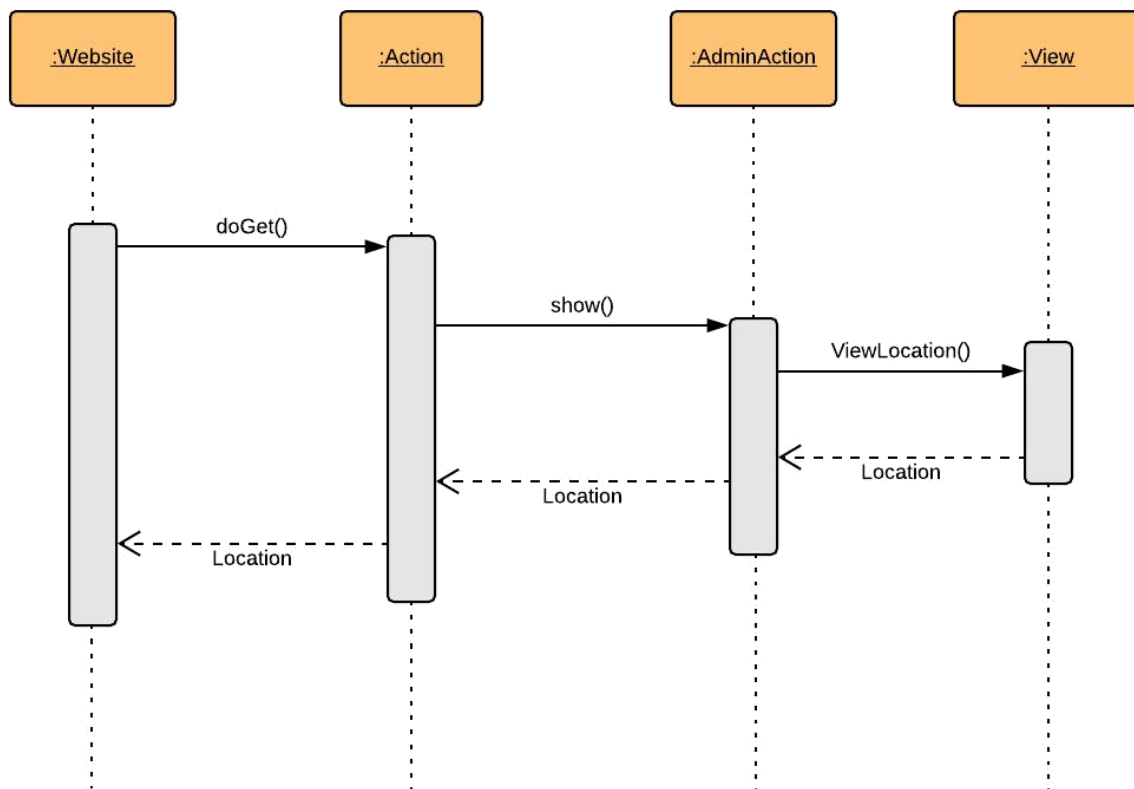 :Website
:Action
:AdminAction
:View
doGet()
show()
ViewLocation()
Location
Location
Location